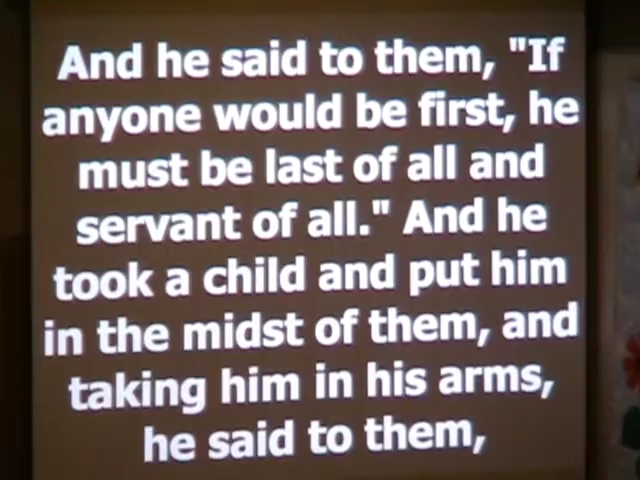 And he said to them, "If
anyone would be first, he
must be last of all and
servant of all." And he
took a child and put him
in the midst of them, and
taking him in his arms,
he said to them,